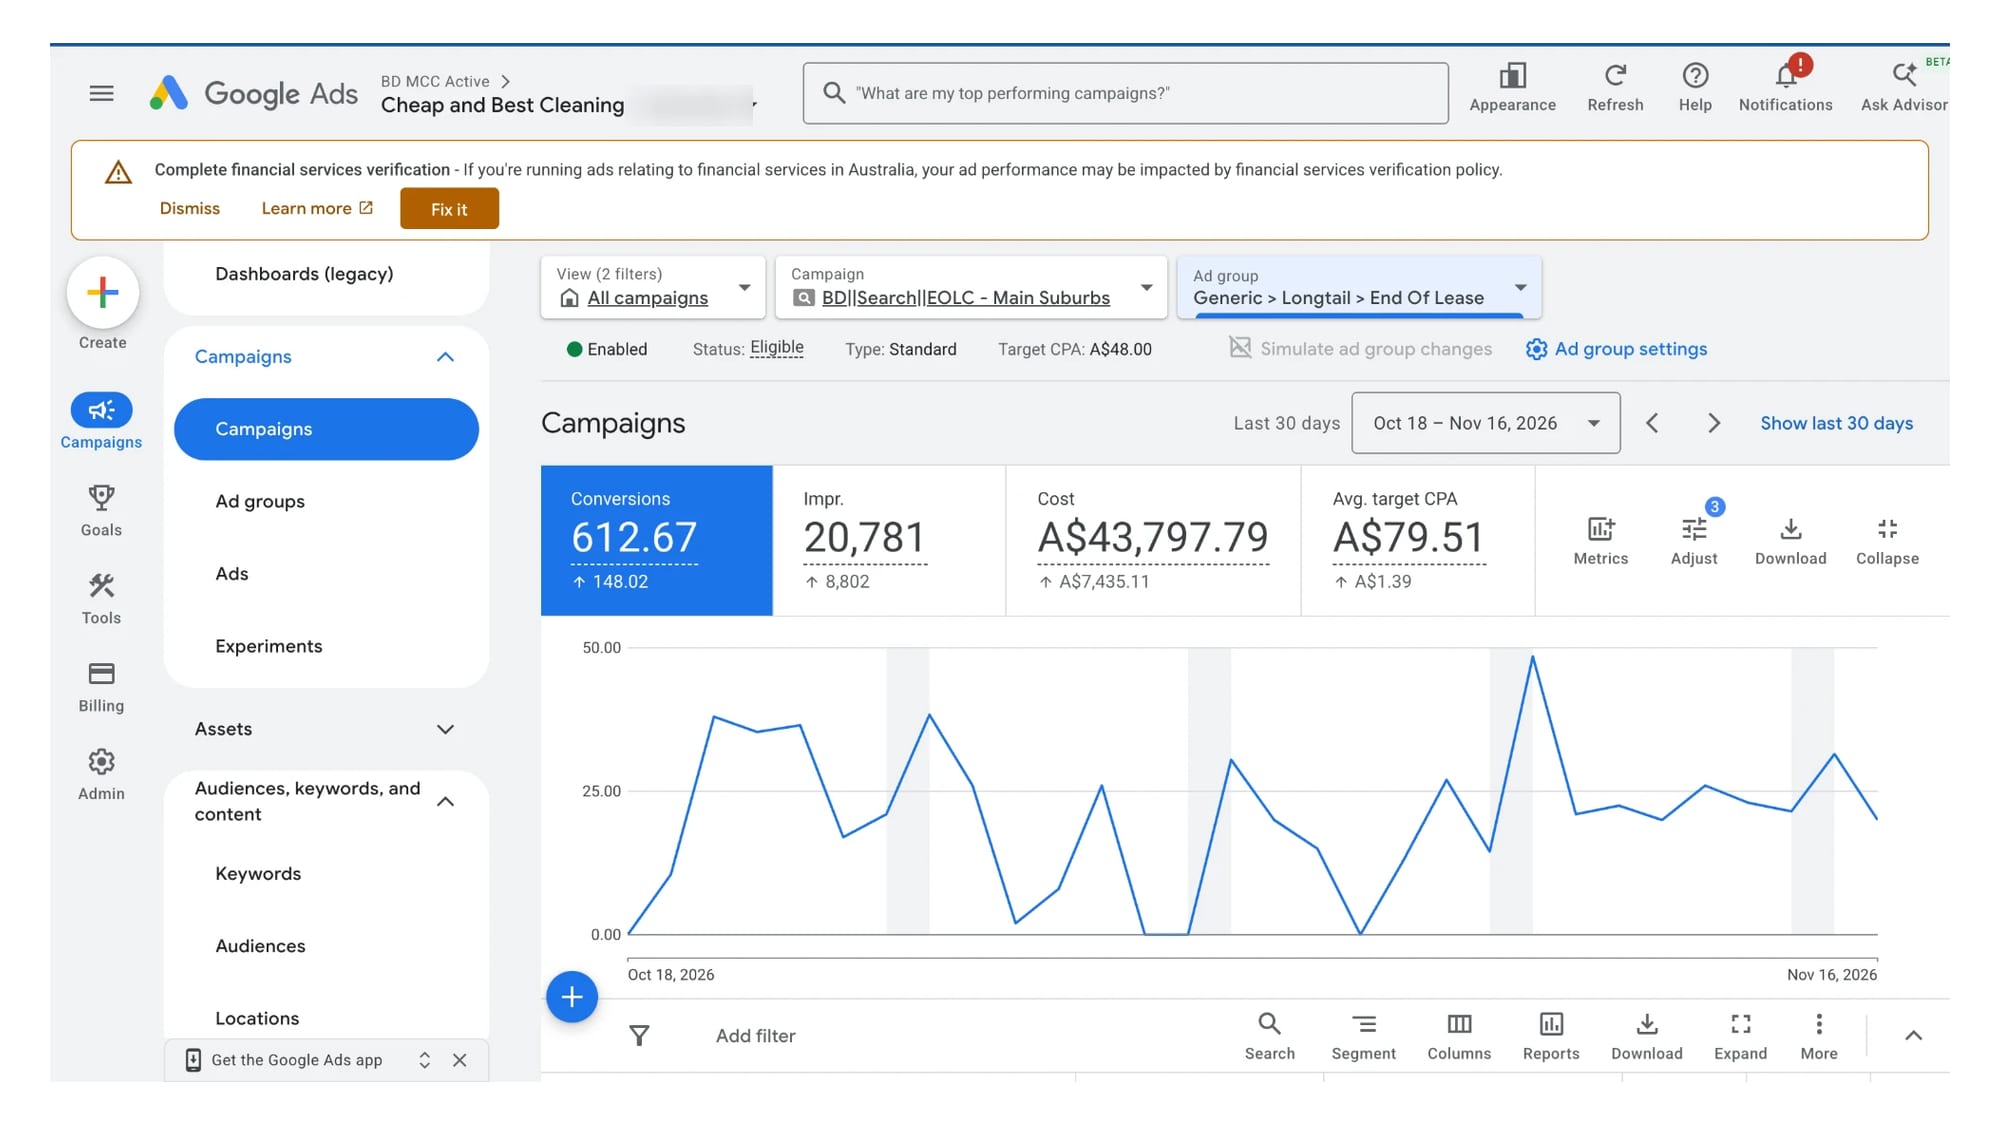 Google Ads
BD MCC Active
Cheap and Best Cleaning
"What are my top performing campaigns?"
Appearance
Refresh
Help
!
Notifications
BETA
Ask Advisor
Complete financial services verification - If you're running ads relating to financial services in Australia, your ad performance may be impacted by financial services verification policy.
Dismiss
Learn more
Fix it
Create
Campaigns
Goals
Tools
Billing
Admin
Dashboards (legacy)
Campaigns
Campaigns
Ad groups
Ads
Experiments
Assets
Audiences, keywords, and
content
Keywords
Audiences
Locations
Get the Google Ads app
View (2 filters)
All campaigns
Campaign
BD||Search||EOLC - Main Suburbs
Ad group
Generic > Longtail > End Of Lease
Enabled
Status: Eligible
Type: Standard
Target CPA: A$48.00
Simulate ad group changes
Ad group settings
Campaigns
Last 30 days
Oct 18 – Nov 16, 2026
Show last 30 days
Conversions
612.67
↑ 148.02
Impr.
20,781
↑ 8,802
Cost
A$43,797.79
↑ A$7,435.11
Avg. target CPA
A$79.51
↑ A$1.39
Metrics
3
Adjust
Download
Collapse
50.00
25.00
0.00
Oct 18, 2026
Nov 16, 2026
Add filter
Search
Segment
Columns
Reports
Download
Expand
More